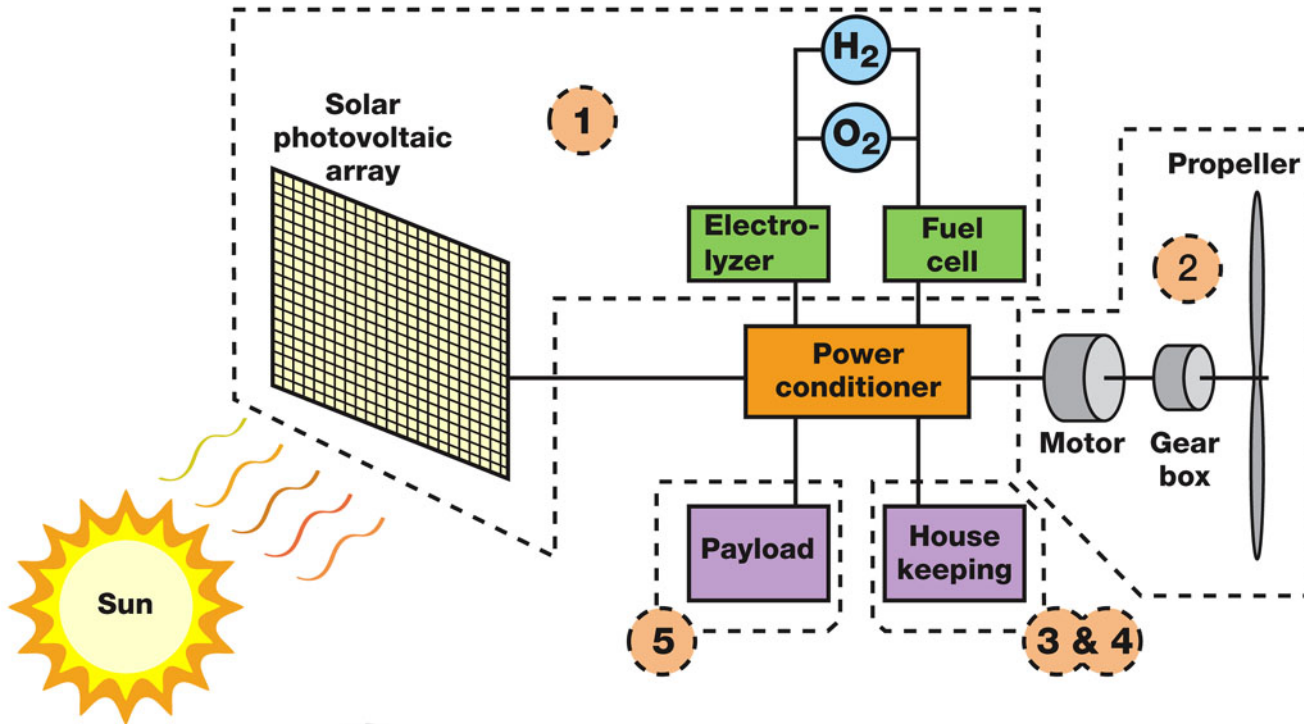 H2
O2
1
Solar
photovoltaic
array
Propeller
2
Electro-
lyzer
Fuel
cell
Power
conditioner
Motor
Gear
box
Payload
House
keeping
Sun
5
3 & 4